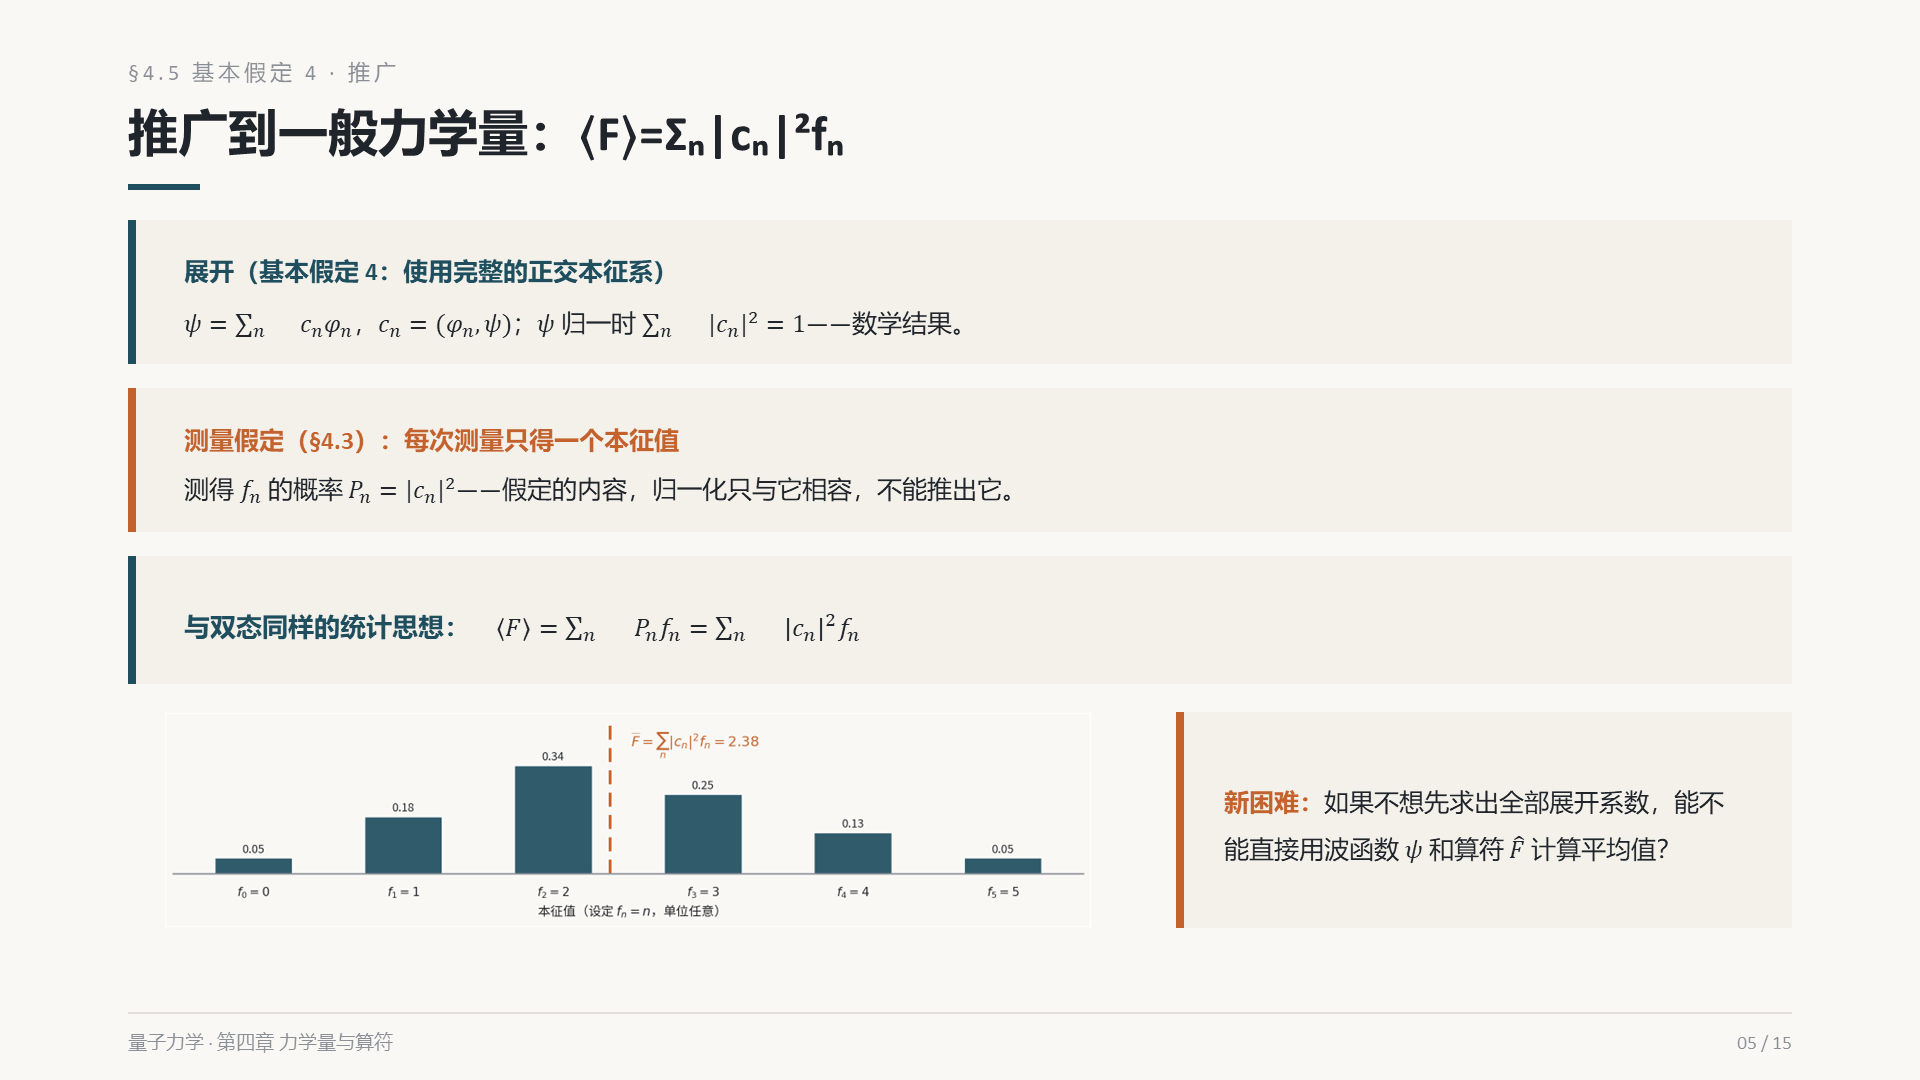 §4.5 基本假定 4 · 推广
推广到一般力学量：⟨F⟩=Σₙ|cₙ|²fₙ
展开（基本假定 4：使用完整的正交本征系）
ψ = ∑ₙ cₙφₙ，cₙ = (φₙ, ψ)；ψ 归一时 ∑ₙ |cₙ|² = 1——数学结果。
测量假定（§4.3）：每次测量只得一个本征值
测得 fₙ 的概率 Pₙ = |cₙ|²——假定的内容，归一化只与它相容，不能推出它。
与双态同样的统计思想： ⟨F⟩ = ∑ₙ Pₙfₙ = ∑ₙ |cₙ|²fₙ
F̅ = ∑ₙ|cₙ|²fₙ = 2.38
0.05 0.18 0.34 0.25 0.13 0.05
f₀ = 0 f₁ = 1 f₂ = 2 f₃ = 3 f₄ = 4 f₅ = 5
本征值（设定 fₙ = n，单位任意）
新困难：如果不想先求出全部展开系数，能不
能直接用波函数 ψ 和算符 F̂ 计算平均值？
量子力学 · 第四章 力学量与算符
05 / 15